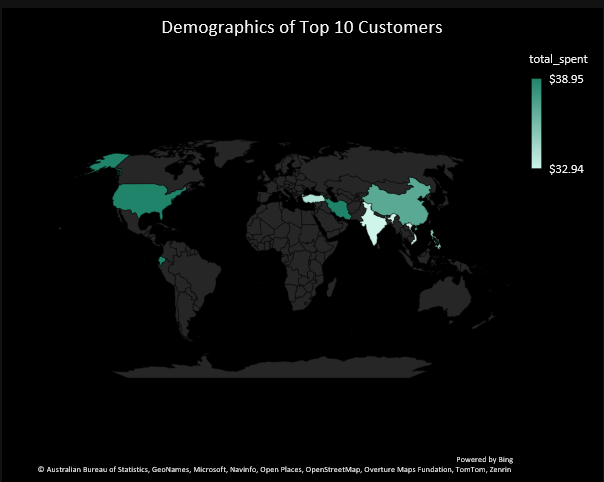 Demographics of Top 10 Customers
total_spent
$38.95
$32.94
Powered by Bing
© Australian Bureau of Statistics, GeoNames, Microsoft, Navinfo, Open Places, OpenStreetMap, Overture Maps Fundation, TomTom, Zenrin